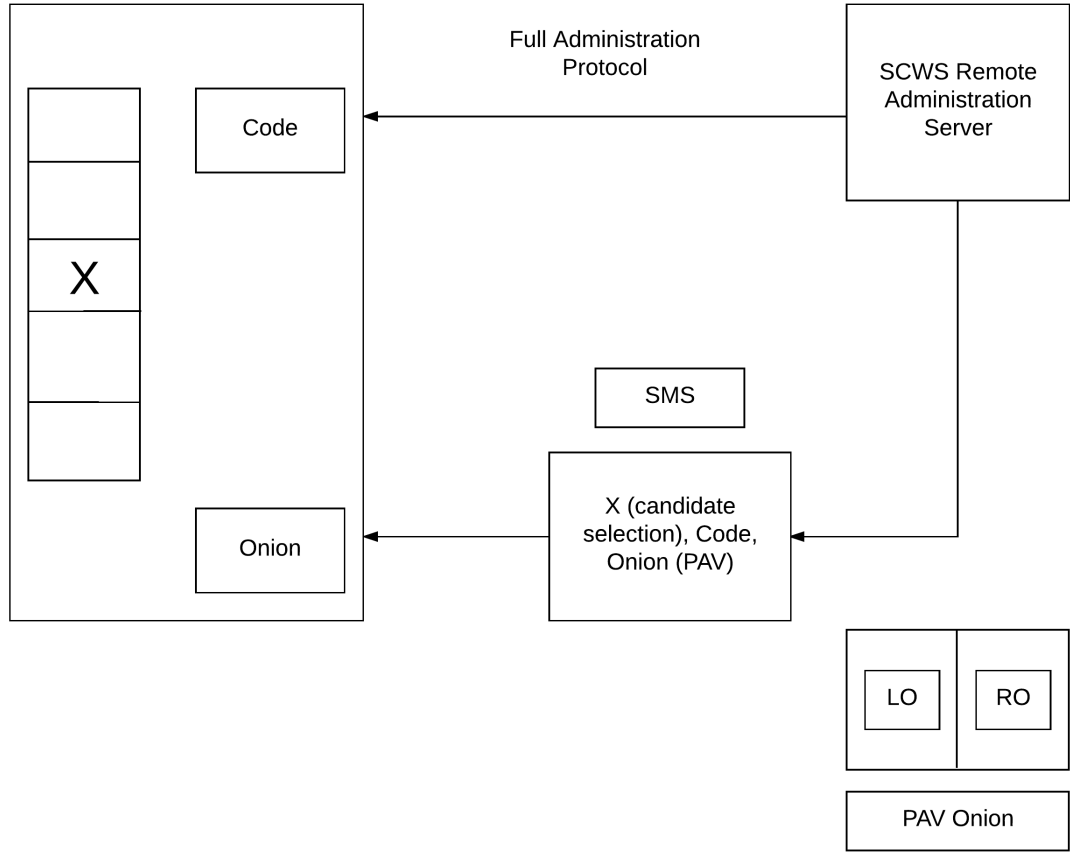 Full Administration
Protocol
SCWS Remote
Administration
Server
Code
X
SMS
X (candidate
selection), Code,
Onion (PAV)
Onion
LO
RO
PAV Onion